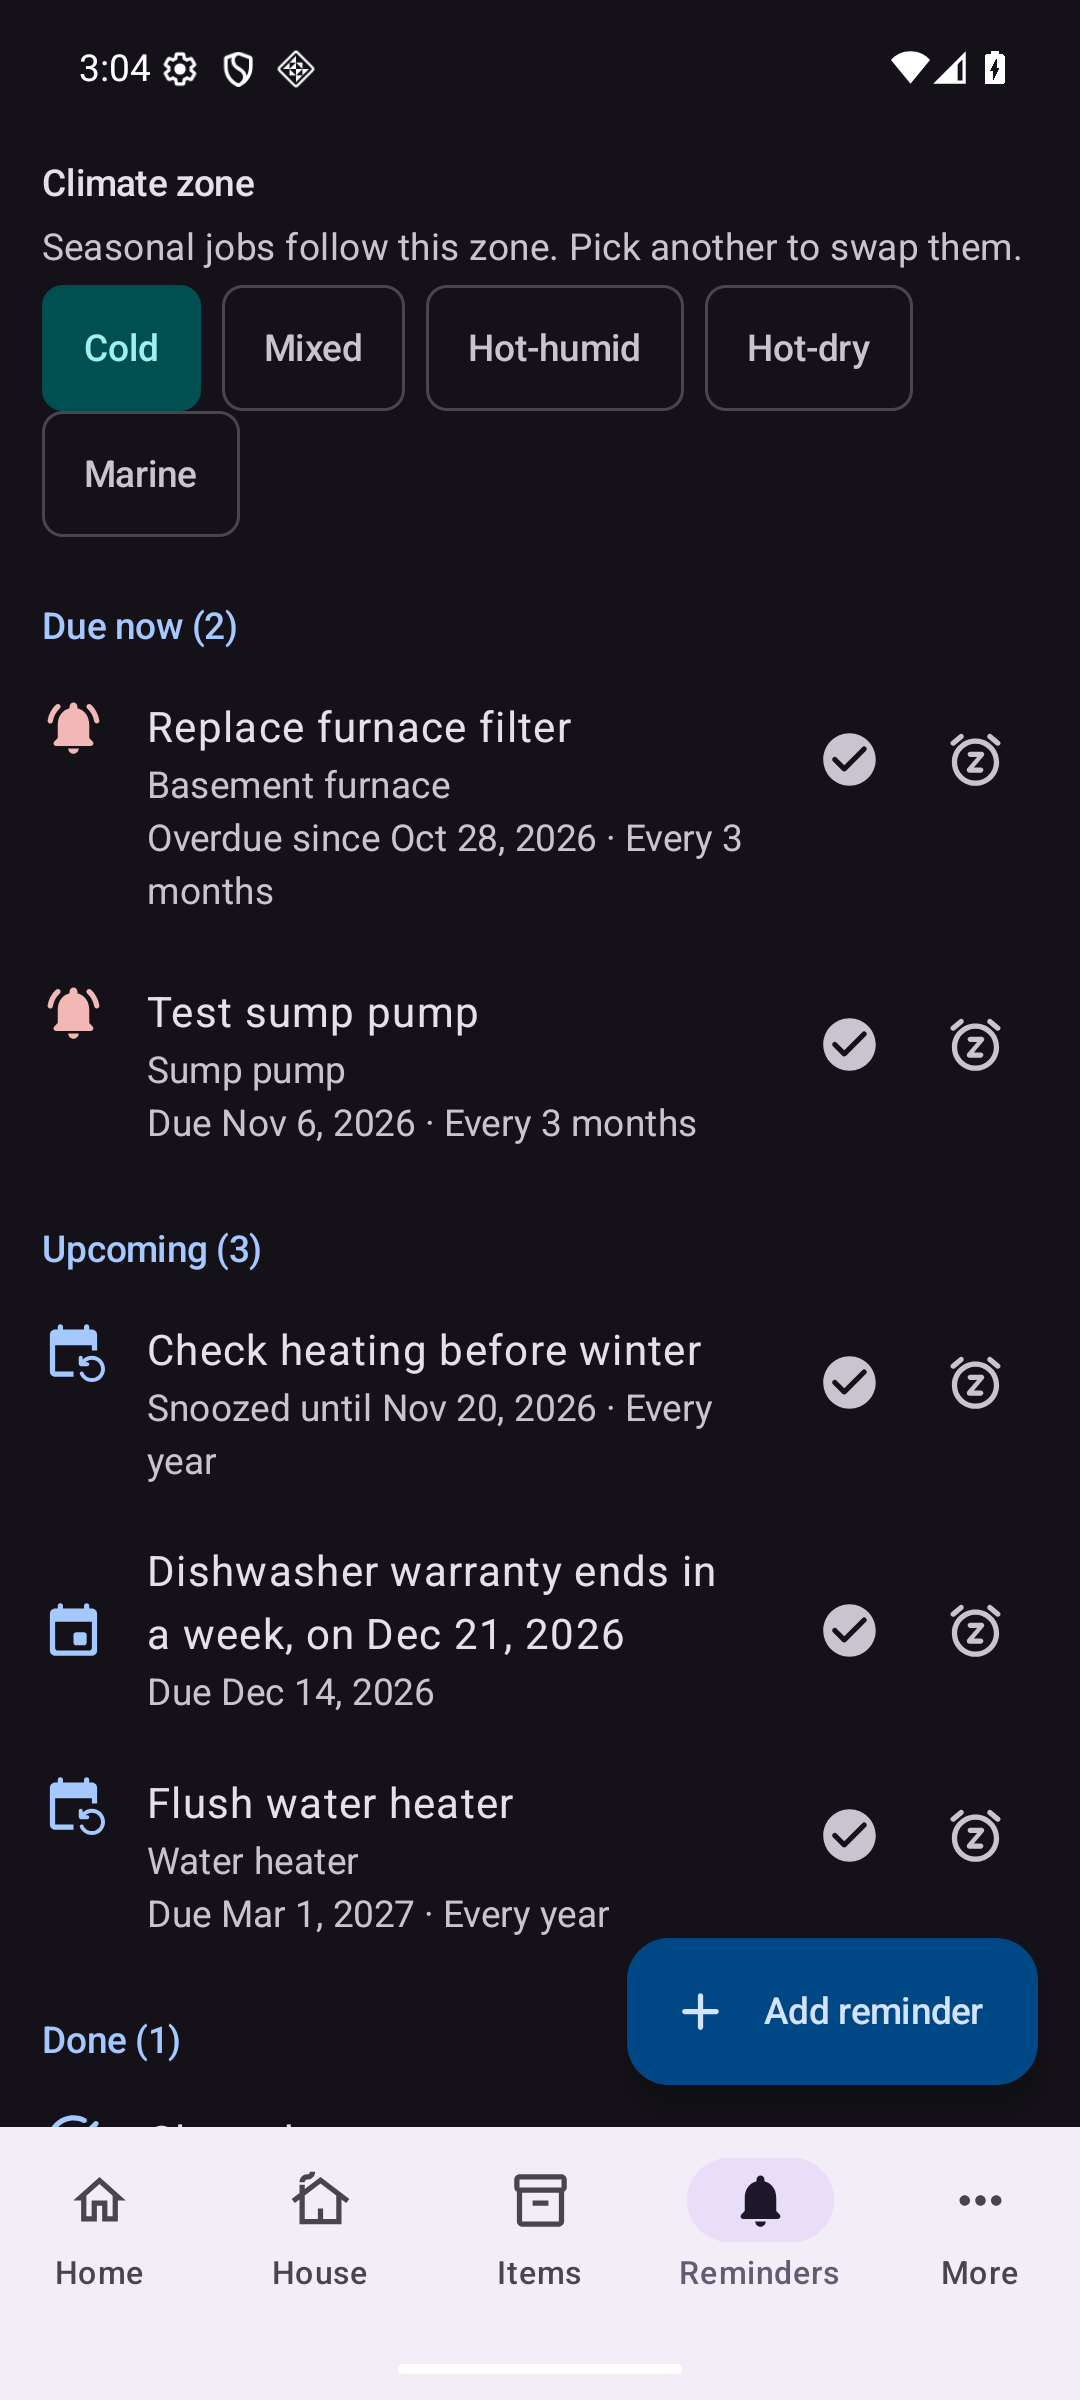 3:04
Climate zone
Seasonal jobs follow this zone. Pick another to swap them.
Cold
Mixed
Hot-humid
Hot-dry
Marine
Due now (2)
Replace furnace filter
Basement furnace
Overdue since Oct 28, 2026 · Every 3
months
Test sump pump
Sump pump
Due Nov 6, 2026 · Every 3 months
Upcoming (3)
Check heating before winter
Snoozed until Nov 20, 2026 · Every
year
Dishwasher warranty ends in
a week, on Dec 21, 2026
Due Dec 14, 2026
Flush water heater
Water heater
Due Mar 1, 2027 · Every year
Add reminder
Done (1)
Home
House
Items
Reminders
More